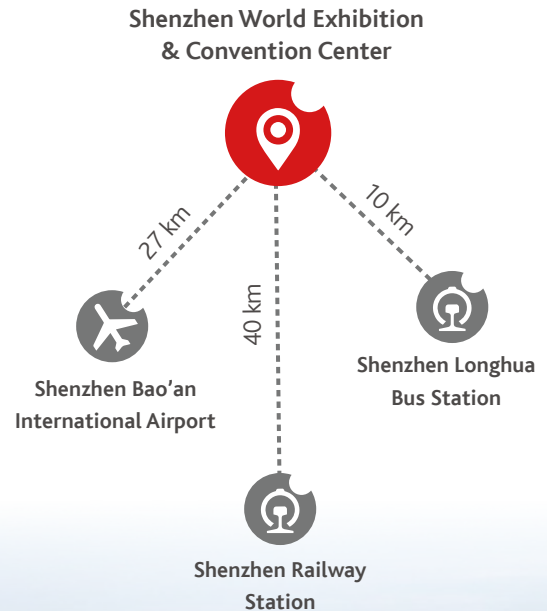 Shenzhen World Exhibition
& Convention Center
27 km
40 km
10 km
Shenzhen Bao'an
International Airport
Shenzhen Longhua
Bus Station
Shenzhen Railway
Station